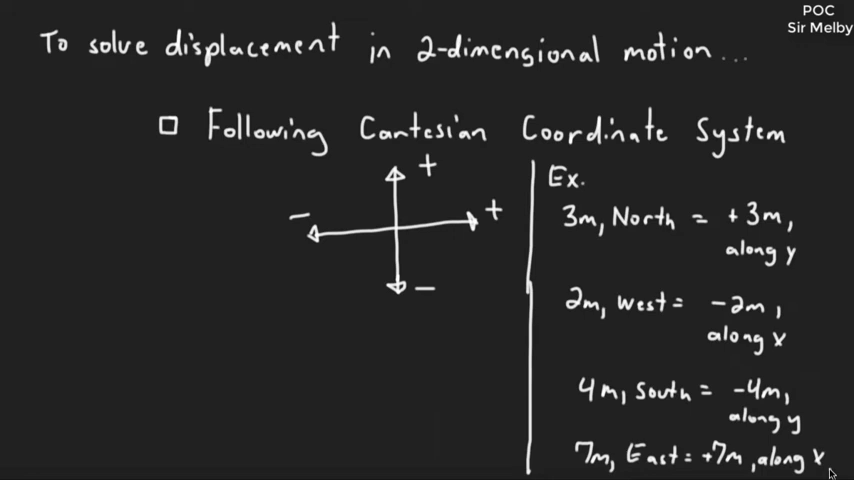 POC
Sir Melby
To solve displacement in 2-dimensional motion...
Following Cartesian Coordinate System
+
-
+
-
Ex.
3m, North = +3m,
along y
2m, West = -2m,
along x
4m, South = -4m,
along y
7m, East = +7m, along x